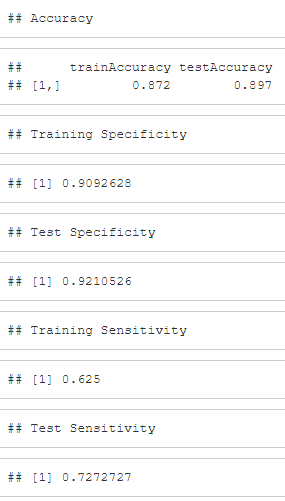 ## Accuracy
##      trainAccuracy testAccuracy
## [1,]         0.872        0.897
## Training Specificity
## [1] 0.9092628
## Test Specificity
## [1] 0.9210526
## Training Sensitivity
## [1] 0.625
## Test Sensitivity
## [1] 0.7272727